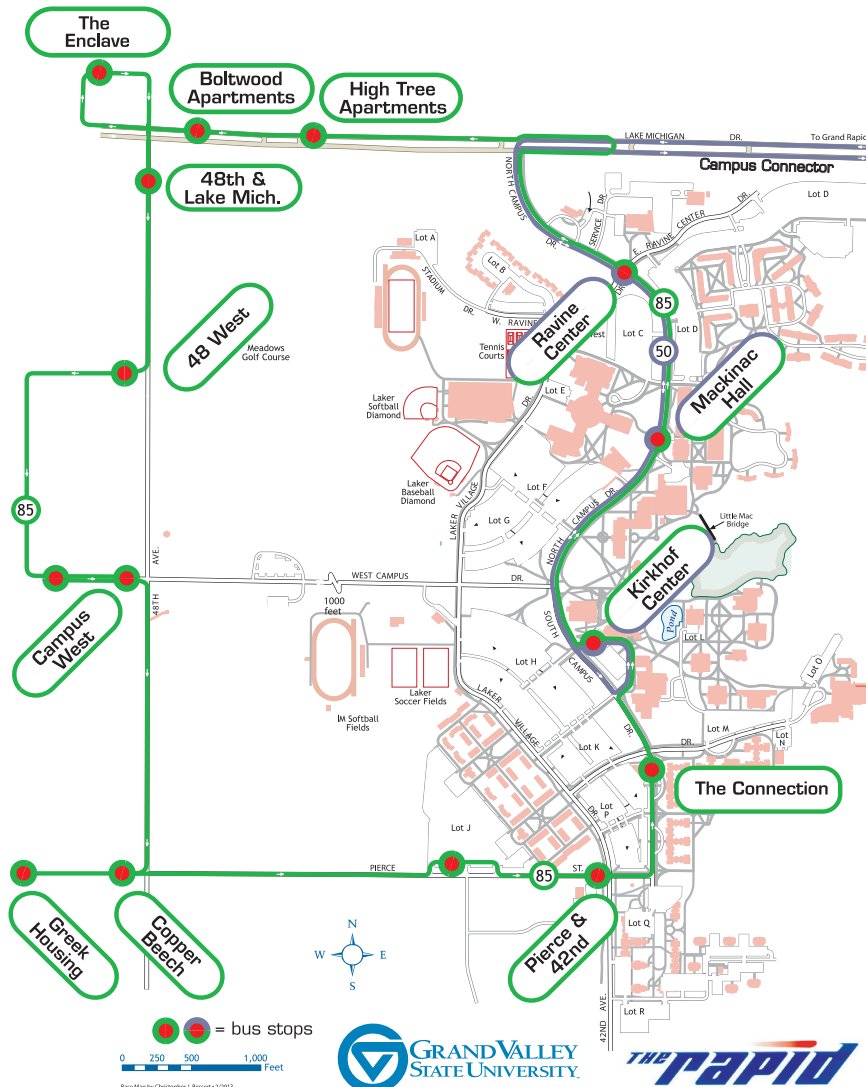 The
Enclave
Boltwood
Apartments
High Tree
Apartments
LAKE MICHIGAN
DR.
To Grand Rapid
Campus Connector
48th &
Lake Mich.
NORTH CAMPUS
DR.
SERVICE
DR.
E. RAVINE CENTER
DR.
DR.
Lot D
Lot A
Lot B
STADIUM
DR.
W. RAVINE
Ravine
Center
85
Lot C
Lot D
50
48 West
Meadows
Golf Course
Tennis
Courts
Mackinac
Hall
Lot E
DR.
Laker
Softball
Diamond
Laker
Baseball
Diamond
LAKER VILLAGE
Lot F
Lot G
NORTH CAMPUS DR.
Little Mac
Bridge
85
48TH AVE.
WEST CAMPUS
DR.
1000
feet
Kirkhof
Center
Pond
Lot L
Campus
West
SOUTH CAMPUS
DR.
Lot H
Lot O
IM Softball
Fields
Laker
Soccer Fields
LAKER VILLAGE
DR.
Lot M
Lot N
DR.
Lot K
The Connection
Lot P
Lot J
PIERCE
85
ST.
Greek
Housing
Copper
Beech
Pierce &
42nd
N
W E
S
Lot Q
Lot R
42ND AVE.
= bus stops
0 250 500 1,000
Feet
GRAND VALLEY
STATE UNIVERSITY
THE rapid